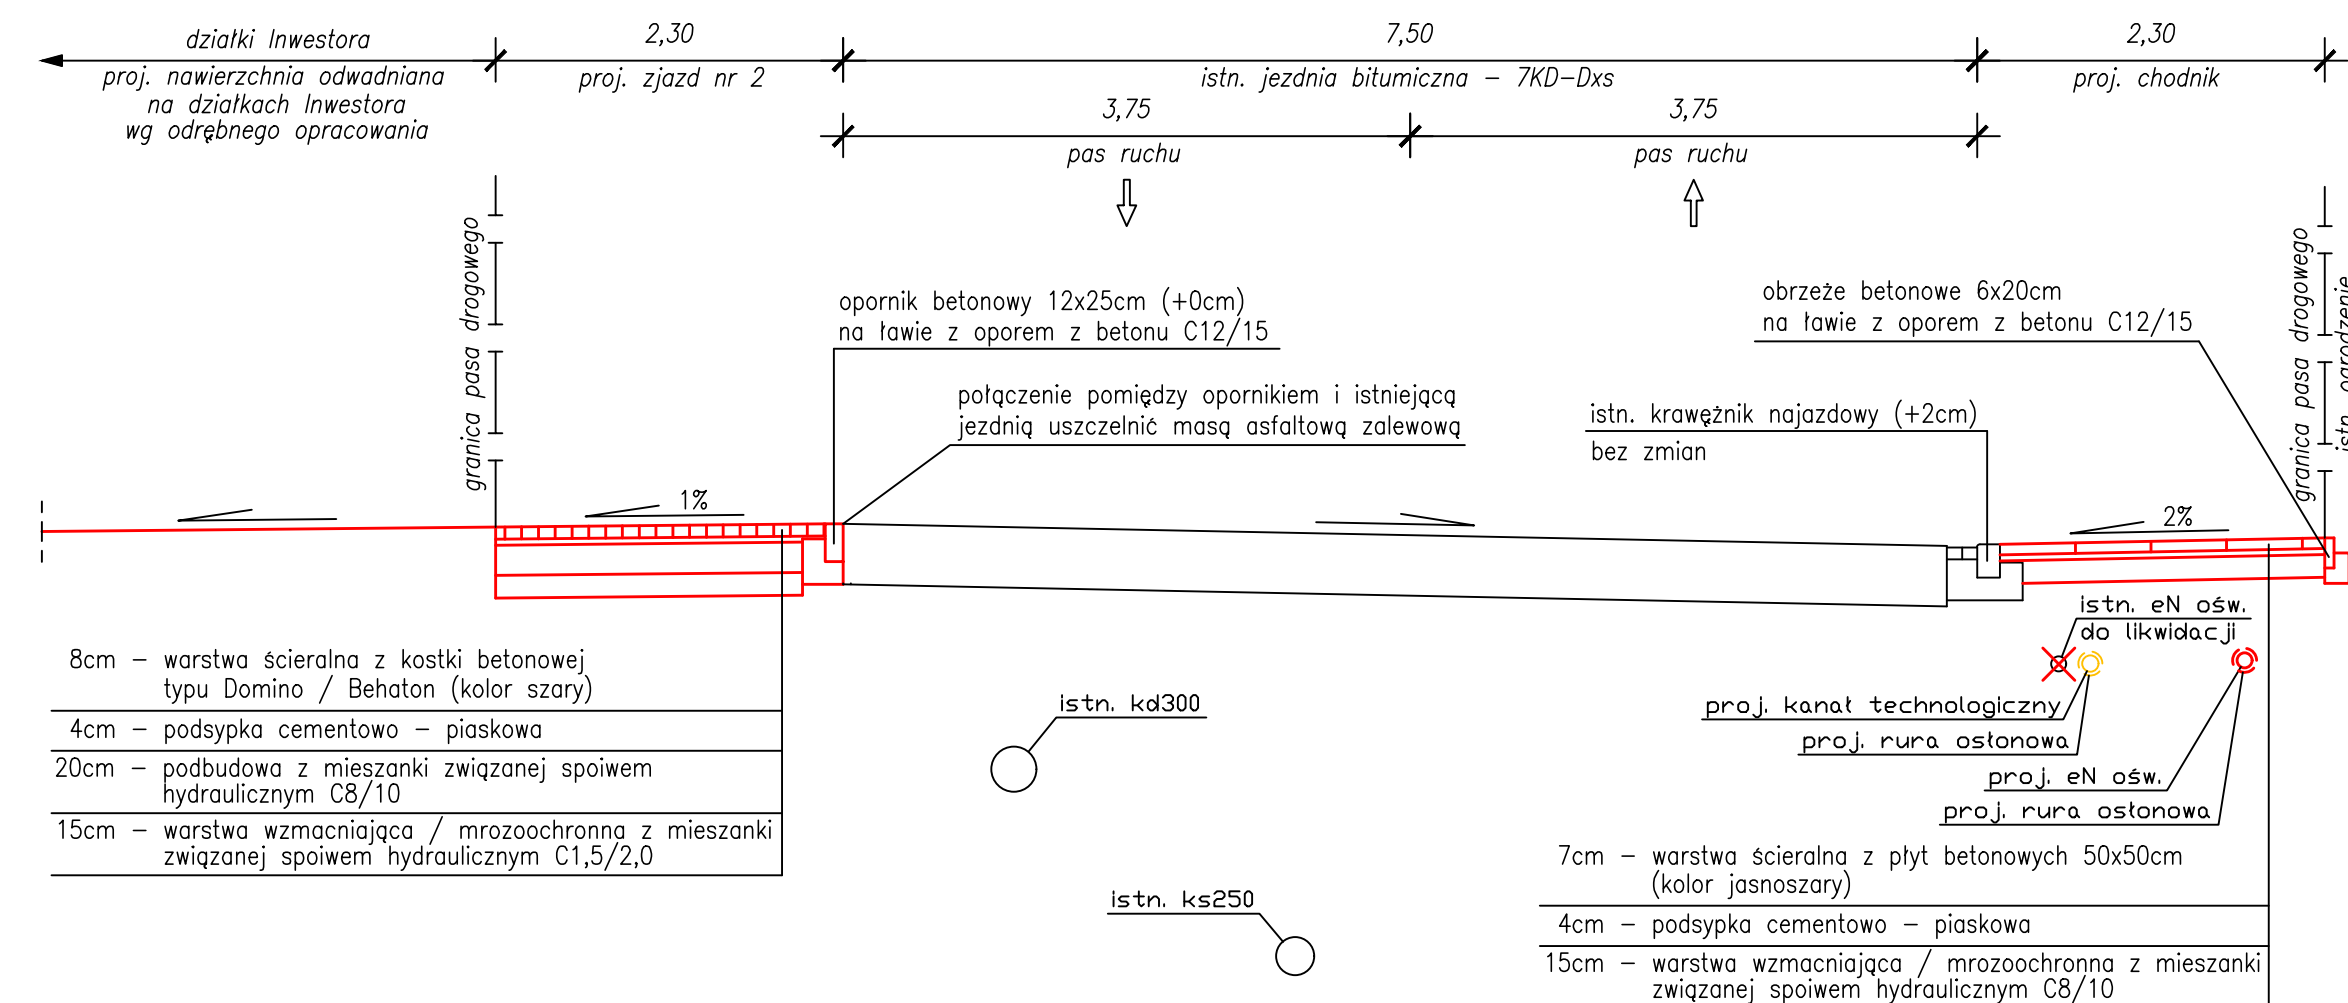 działki Inwestora
proj. nawierzchnia odwadniana
na działkach Inwestora
wg odrębnego opracowania
2,30
proj. zjazd nr 2
7,50
istn. jezdnia bitumiczna – 7KD–Dxs
2,30
proj. chodnik
3,75
pas ruchu
3,75
pas ruchu
granica pasa drogowego
granica pasa drogowego
istn. ogrodzenie
opornik betonowy 12x25cm (+0cm)
na ławie z oporem z betonu C12/15
obrzeże betonowe 6x20cm
na ławie z oporem z betonu C12/15
połączenie pomiędzy opornikiem i istniejącą
jezdnią uszczelnić masą asfaltową zalewową
istn. krawężnik najazdowy (+2cm)
bez zmian
1%
2%
istn. eN ośw.
do likwidacji
proj. kanał technologiczny
proj. rura osłonowa
proj. eN ośw.
proj. rura osłonowa
8cm – warstwa ścieralna z kostki betonowej
typu Domino / Behaton (kolor szary)
4cm – podsypka cementowo – piaskowa
20cm – podbudowa z mieszanki związanej spoiwem
hydraulicznym C8/10
15cm – warstwa wzmacniająca / mrozoochronna z mieszanki
związanej spoiwem hydraulicznym C1,5/2,0
istn. kd300
istn. ks250
7cm – warstwa ścieralna z płyt betonowych 50x50cm
(kolor jasnoszary)
4cm – podsypka cementowo – piaskowa
15cm – warstwa wzmacniająca / mrozoochronna z mieszanki
związanej spoiwem hydraulicznym C8/10